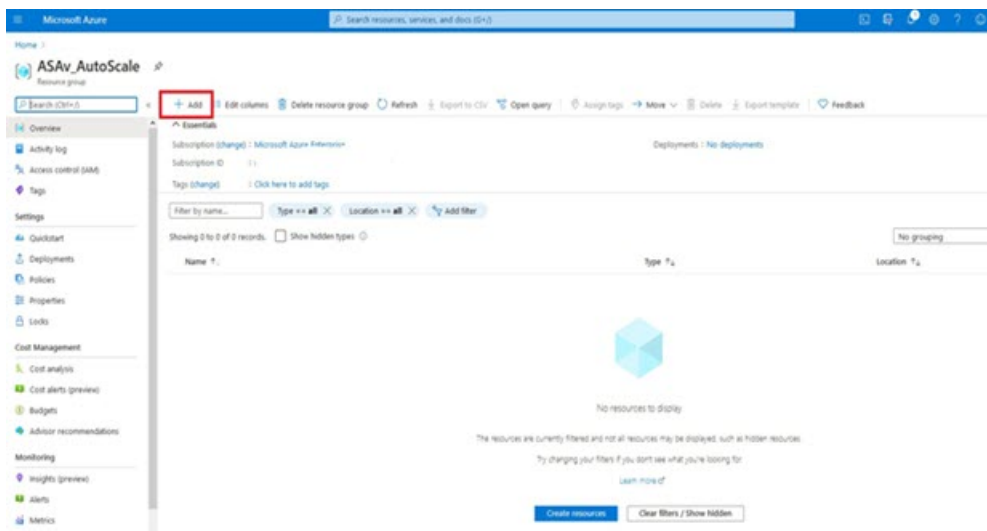 Microsoft Azure
Search resources, services, and docs (G+/)
Home
ASAv_AutoScale
Resource group
Search (Ctrl+/)
Add
Edit columns
Delete resource group
Refresh
Export to CSV
Open query
Assign tags
Move
Delete
Export template
Feedback
Overview
Activity log
Access control (IAM)
Tags
Settings
Quickstart
Deployments
Policies
Properties
Locks
Cost Management
Cost analysis
Cost alerts (preview)
Budgets
Advisor recommendations
Monitoring
Insights (preview)
Alerts
Metrics
Essentials
Subscription (change) : Microsoft Azure Enterprise
Deployments : No deployments
Subscription ID :
Tags (change) : Click here to add tags
Filter by name...
Type == all
Location == all
Add filter
Showing 0 to 0 of 0 records.
Show hidden types
No grouping
Name
Type
Location
No resources to display
The resources are currently filtered and not all resources may be displayed, such as hidden resources.
Try changing your filters if you don't see what you're looking for.
Learn more
Create resources
Clear filters / Show hidden